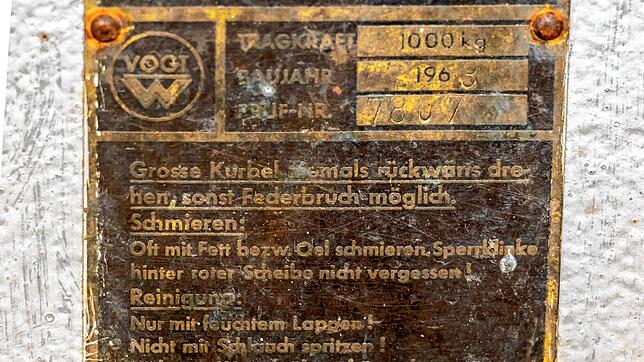 VOGT
W
TRAGKRAFT 1000 kg
BAUJAHR 1963
PRÜF-NR. 7807
Grosse Kurbel niemals rückwärts dre-
hen, sonst Federbruch möglich.
Schmieren:
Oft mit Fett bezw. Oel schmieren. Sperrklinke
hinter roter Scheibe nicht vergessen!
Reinigung:
Nur mit feuchtem Lappen!
Nicht mit Schlauch spritzen!